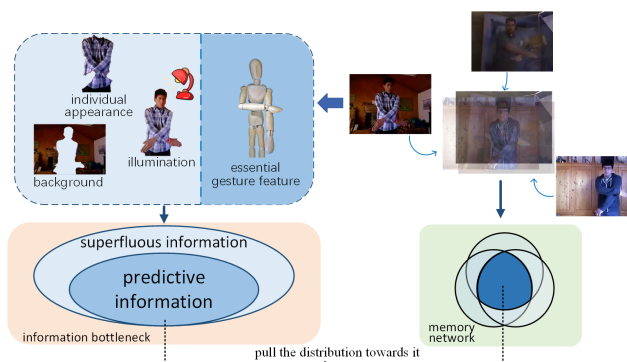 individual
appearance
illumination
background
essential
gesture feature
superfluous information
predictive
information
information bottleneck
memory
network
pull the distribution towards it